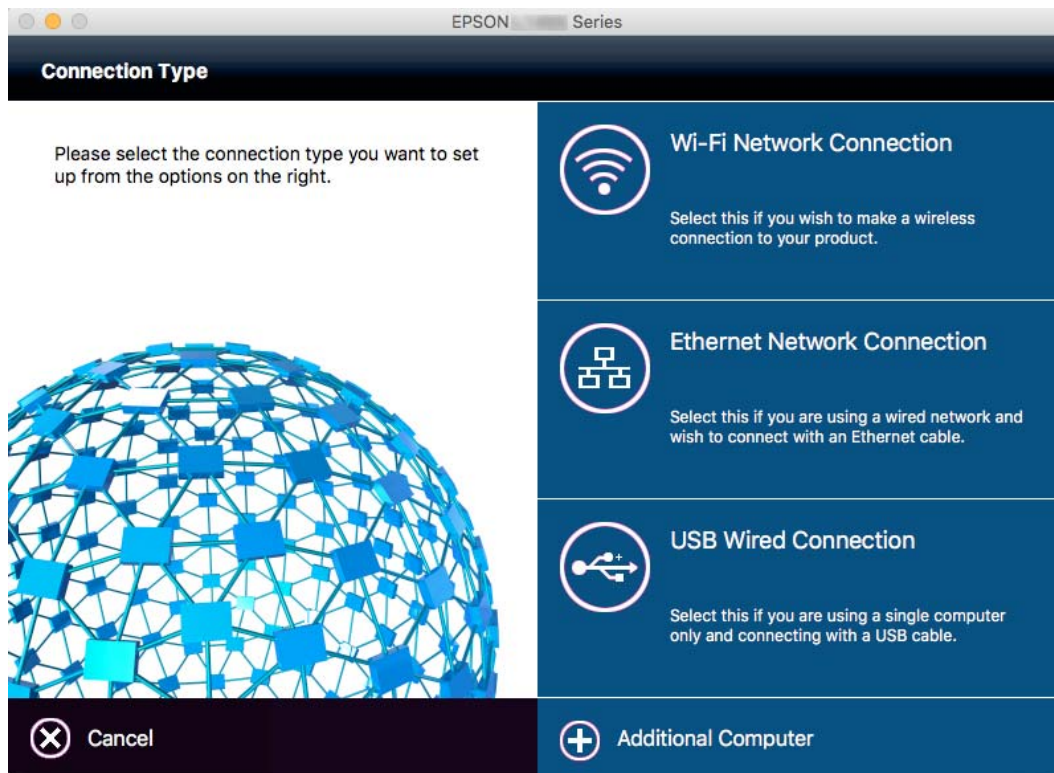 EPSON Series
Connection Type
Please select the connection type you want to set
up from the options on the right.
Wi-Fi Network Connection
Select this if you wish to make a wireless
connection to your product.
Ethernet Network Connection
Select this if you are using a wired network and
wish to connect with an Ethernet cable.
USB Wired Connection
Select this if you are using a single computer
only and connecting with a USB cable.
Cancel
Additional Computer